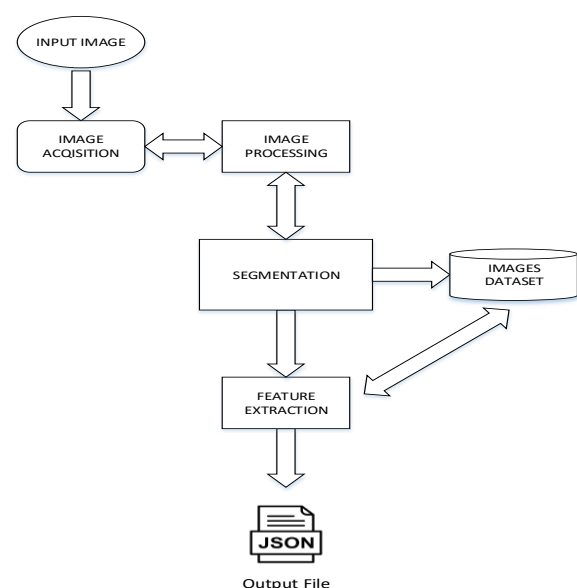 INPUT IMAGE
IMAGE
ACQISITION
IMAGE
PROCESSING
SEGMENTATION
IMAGES
DATASET
FEATURE
EXTRACTION
JSON
Output File